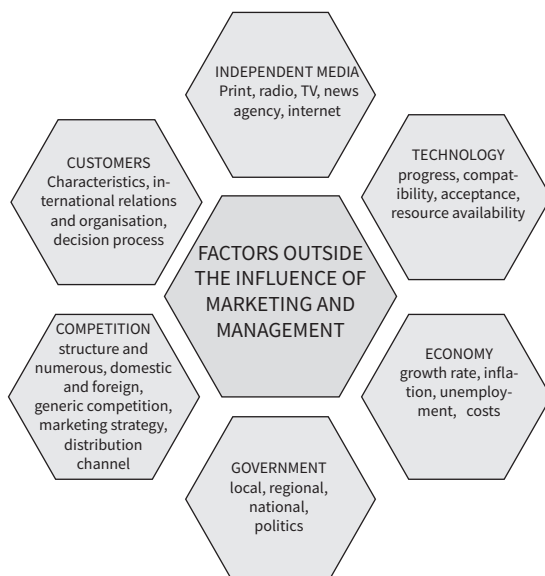 INDEPENDENT MEDIA
Print, radio, TV, news
agency, internet
CUSTOMERS
Characteristics, in-
ternational relations
and organisation,
decision process
TECHNOLOGY
progress, compat-
ibility, acceptance,
resource availability
FACTORS OUTSIDE
THE INFLUENCE OF
MARKETING AND
MANAGEMENT
COMPETITION
structure and
numerous, domestic
and foreign,
generic competition,
marketing strategy,
distribution
channel
ECONOMY
growth rate, infla-
tion, unemploy-
ment, costs
GOVERNMENT
local, regional,
national,
politics